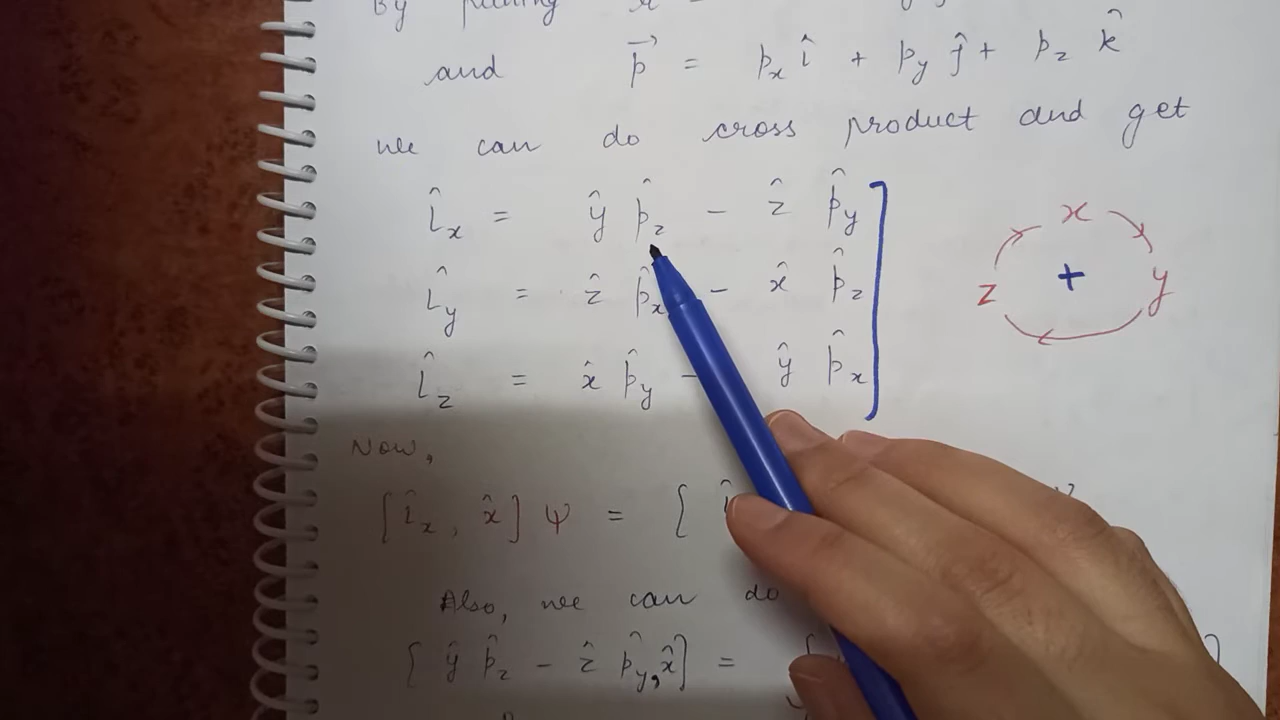 By
and p⃗ = pₓ î + p_y ĵ + p_z k̂
we can do cross product and get
L̂ₓ = ŷ p̂_z - ẑ p̂_y
L̂_y = ẑ p̂ₓ - x̂ p̂_z
L̂_z = x̂ p̂_y - ŷ p̂ₓ
x
y
z
+
Now,
[L̂ₓ, x̂] ψ = {
Also, we can do
[ŷ p̂_z - ẑ p̂_y, x̂] =